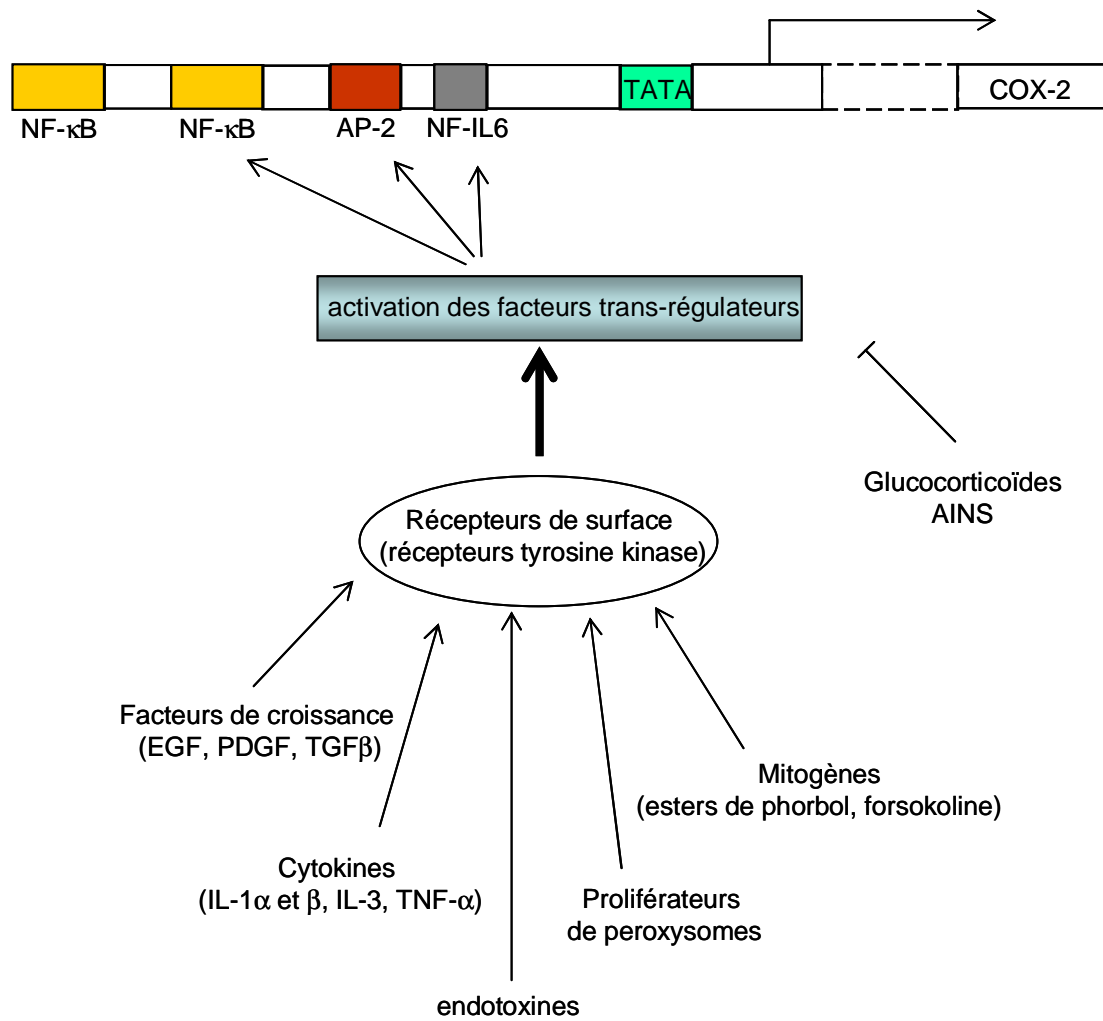 TATA
COX-2
NF-κB
NF-κB
AP-2
NF-IL6
activation des facteurs trans-régulateurs
Glucocorticoïdes
AINS
Récepteurs de surface
(récepteurs tyrosine kinase)
Facteurs de croissance
(EGF, PDGF, TGFβ)
Mitogènes
(esters de phorbol, forsokoline)
Cytokines
(IL-1α et β, IL-3, TNF-α)
Proliférateurs
de peroxysomes
endotoxines